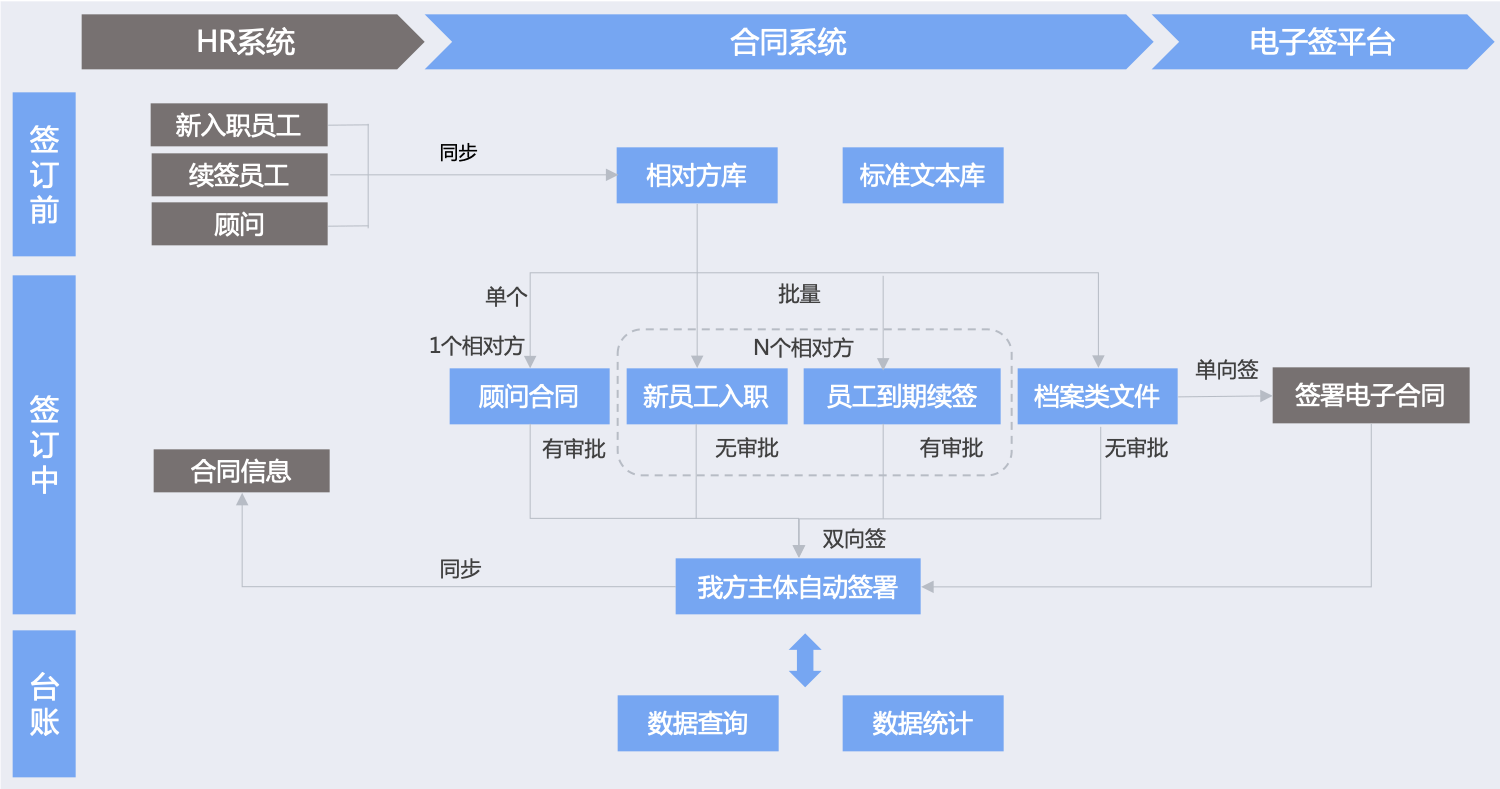 HR系统
合同系统
电子签平台
签订前
新入职员工
续签员工
顾问
同步
相对方库
标准文本库
签订中
单个
批量
1个相对方
N个相对方
顾问合同
新员工入职
员工到期续签
档案类文件
单向签
签署电子合同
有审批
无审批
有审批
无审批
合同信息
双向签
同步
我方主体自动签署
台账
数据查询
数据统计